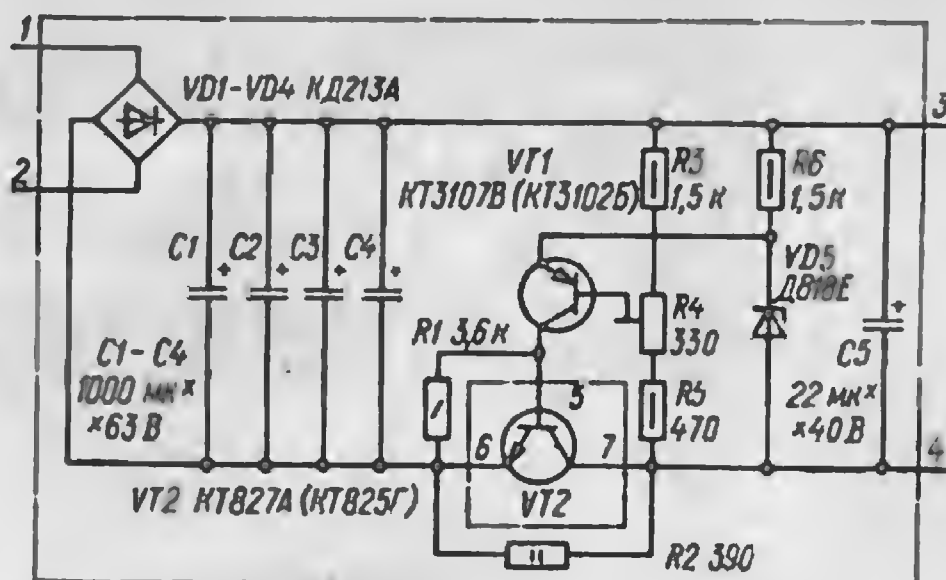 1
VD1-VD4 КД213А
3
2
VT1
КТ3107В (КТ3102Б)
R3
1,5 к
R6
1,5 к
C1
+
C2
+
C3
+
C4
+
VD5
Д818Е
R1 3,6 к
R4
330
+
C5
C1-C4
1000 мк×
×63 В
5
R5
470
22 мк×
×40 В
6
7
4
VT2 КТ827А (КТ825Г)
VT2
R2 390